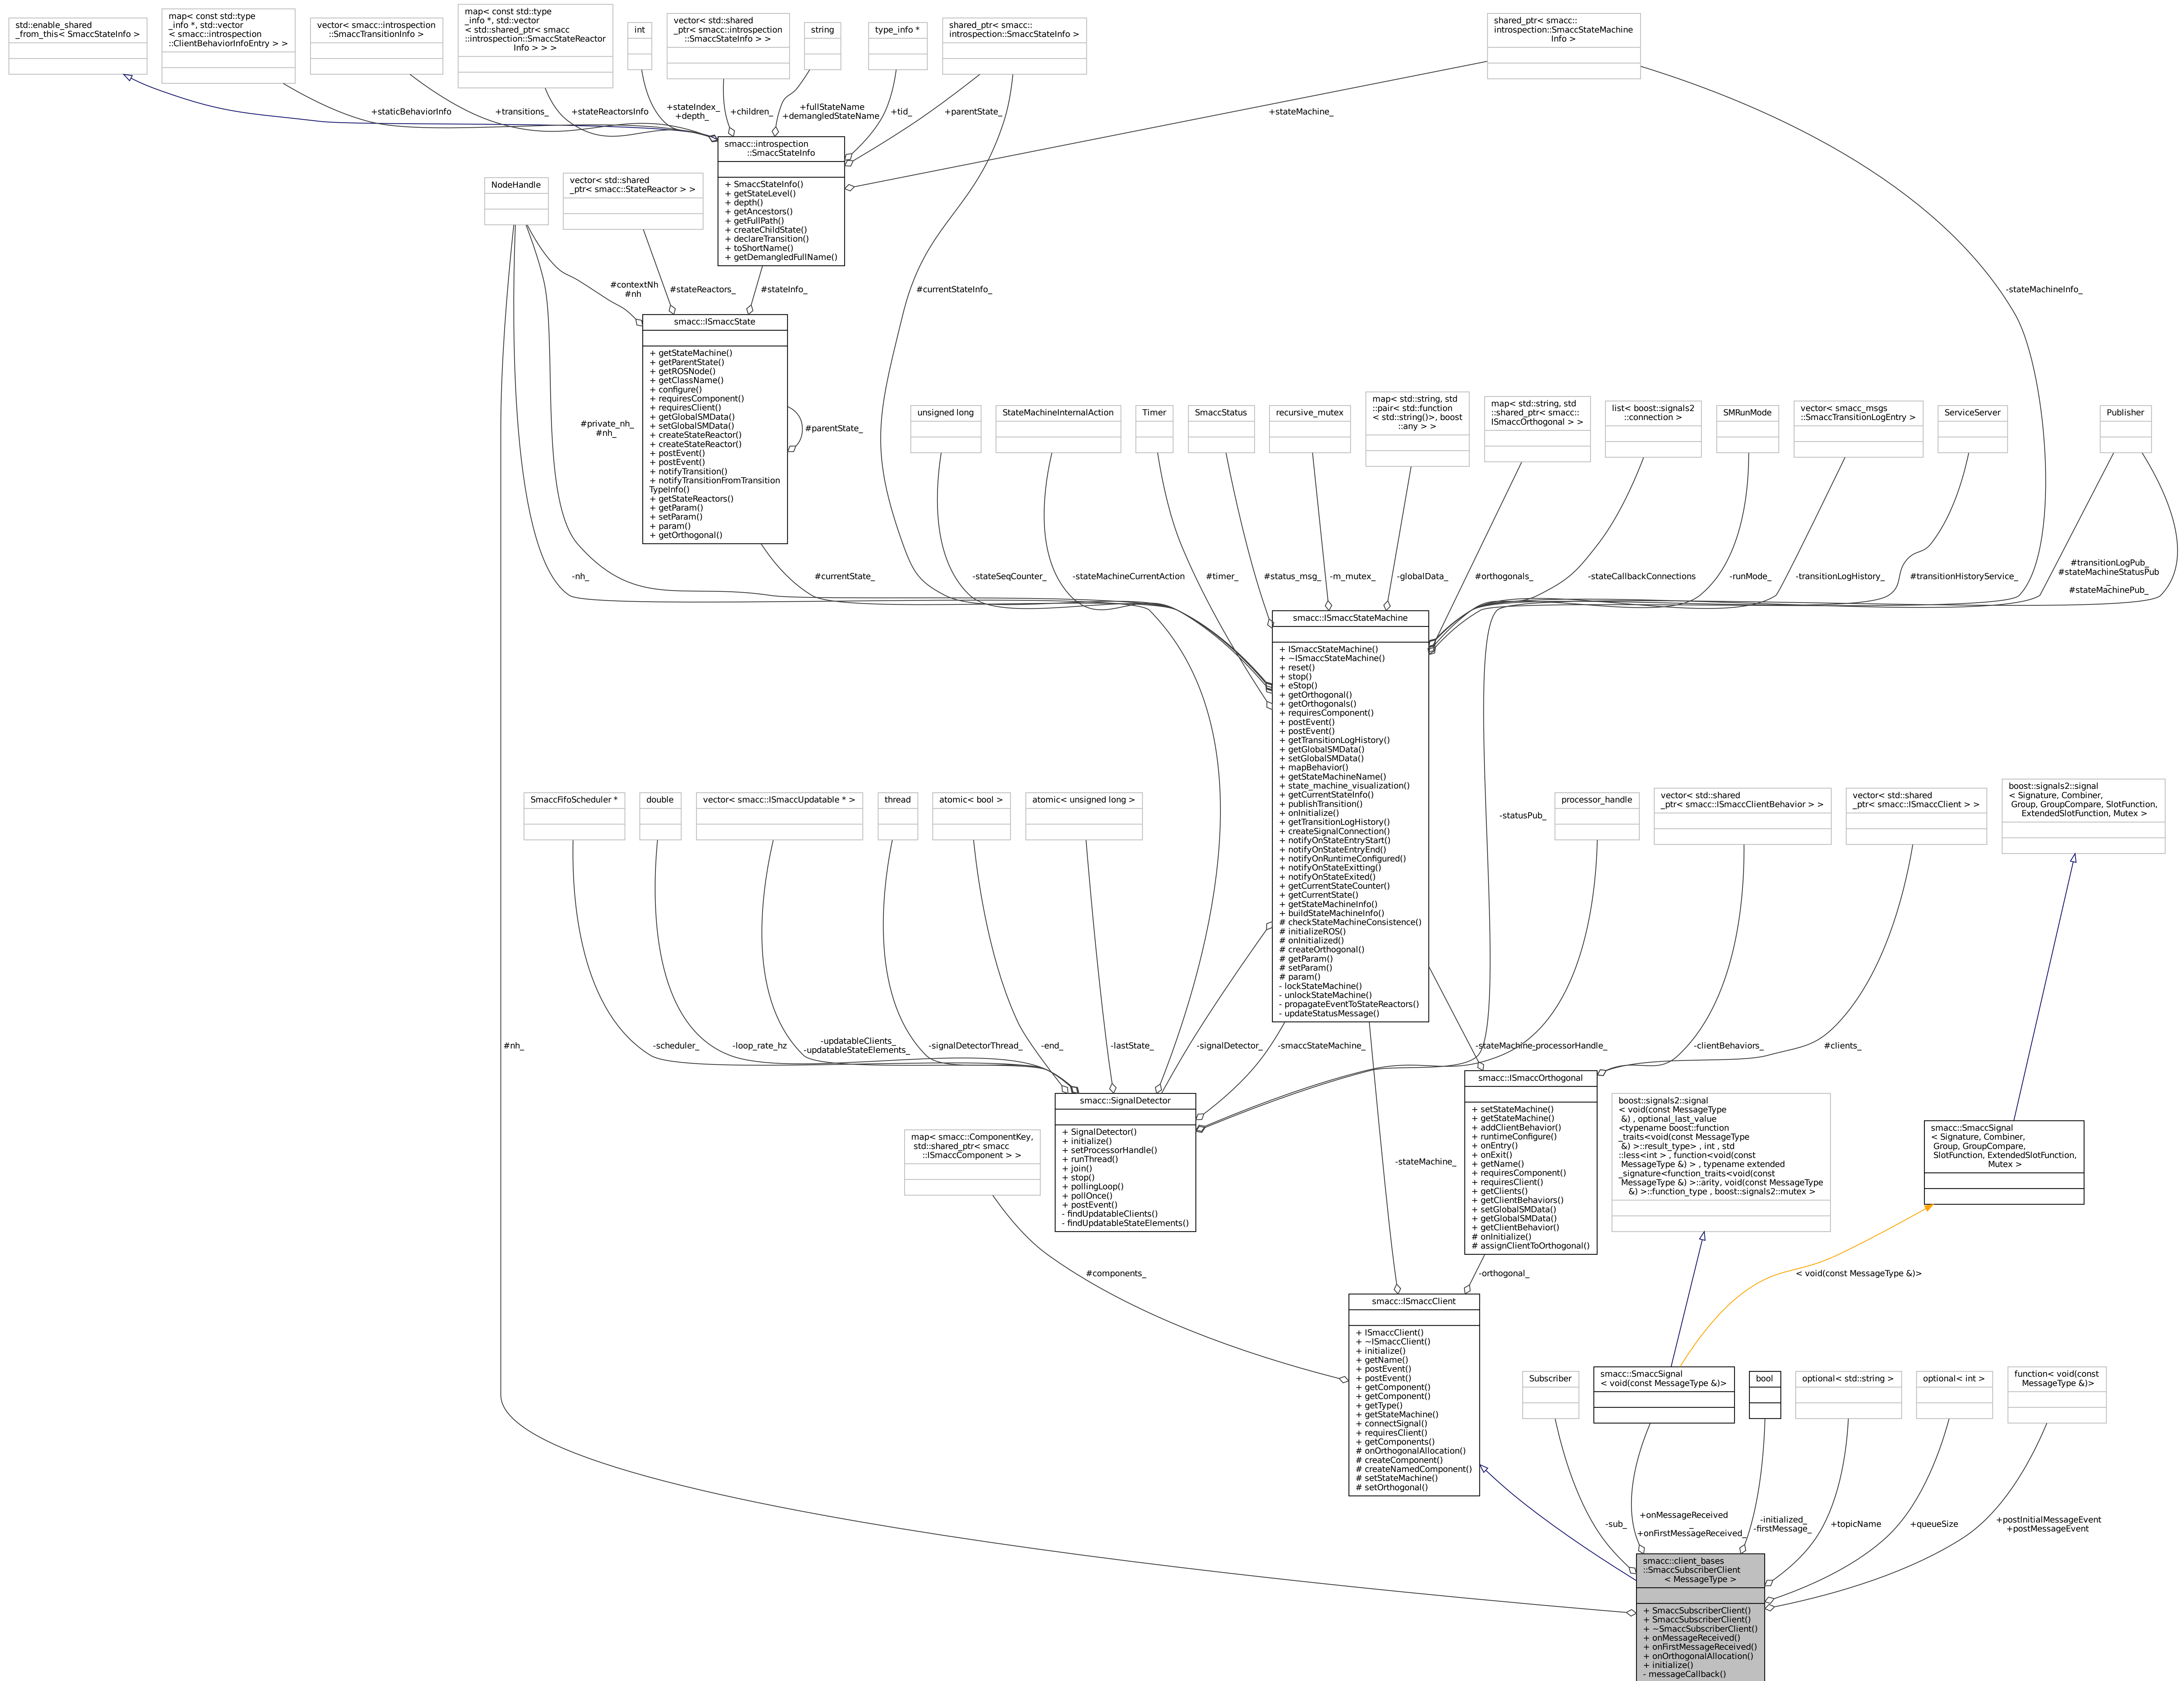 std::enable_shared
_from_this< SmaccStateInfo >
map< const std::type
_info *, std::vector
< smacc::introspection
::ClientBehaviorInfoEntry > >
vector< smacc::introspection
::SmaccTransitionInfo >
map< const std::type
_info *, std::vector
< std::shared_ptr< smacc
::introspection::SmaccStateReactor
Info > > >
int
vector< std::shared
_ptr< smacc::introspection
::SmaccStateInfo > >
string
type_info *
shared_ptr< smacc::
introspection::SmaccStateInfo >
shared_ptr< smacc::
introspection::SmaccStateMachine
Info >
+staticBehaviorInfo
+transitions_
+stateReactorsInfo
+stateIndex_
+depth_
+children_
+fullStateName
+demangledStateName
+tid_
+parentState_
+stateMachine_
smacc::introspection
::SmaccStateInfo
+ SmaccStateInfo()
+ getStateLevel()
+ depth()
+ getAncestors()
+ getFullPath()
+ createChildState()
+ declareTransition()
+ toShortName()
+ getDemangledFullName()
NodeHandle
vector< std::shared
_ptr< smacc::StateReactor > >
#contextNh
#nh
#stateReactors_
#stateInfo_
#currentStateInfo_
-stateMachineInfo_
smacc::ISmaccState
+ getStateMachine()
+ getParentState()
+ getROSNode()
+ getClassName()
+ configure()
+ requiresComponent()
+ requiresClient()
+ getGlobalSMData()
+ setGlobalSMData()
+ createStateReactor()
+ createStateReactor()
+ postEvent()
+ postEvent()
+ notifyTransition()
+ notifyTransitionFromTransition
TypeInfo()
+ getStateReactors()
+ getParam()
+ setParam()
+ param()
+ getOrthogonal()
#parentState_
#private_nh_
#nh_
unsigned long
StateMachineInternalAction
Timer
SmaccStatus
recursive_mutex
map< std::string, std
::pair< std::function
< std::string()>, boost
::any > >
map< std::string, std
::shared_ptr< smacc::
ISmaccOrthogonal > >
list< boost::signals2
::connection >
SMRunMode
vector< smacc_msgs
::SmaccTransitionLogEntry >
ServiceServer
Publisher
-nh_
#currentState_
-stateSeqCounter_
-stateMachineCurrentAction
#timer_
#status_msg_
-m_mutex_
-globalData_
#orthogonals_
-stateCallbackConnections
-runMode_
-transitionLogHistory_
#transitionHistoryService_
#transitionLogPub_
#stateMachineStatusPub
_
#stateMachinePub_
smacc::ISmaccStateMachine
+ ISmaccStateMachine()
+ ~ISmaccStateMachine()
+ reset()
+ stop()
+ eStop()
+ getOrthogonal()
+ getOrthogonals()
+ requiresComponent()
+ postEvent()
+ postEvent()
+ getTransitionLogHistory()
+ getGlobalSMData()
+ setGlobalSMData()
+ mapBehavior()
+ getStateMachineName()
+ state_machine_visualization()
+ getCurrentStateInfo()
+ publishTransition()
+ onInitialize()
+ getTransitionLogHistory()
+ createSignalConnection()
+ notifyOnStateEntryStart()
+ notifyOnStateEntryEnd()
+ notifyOnRuntimeConfigured()
+ notifyOnStateExitting()
+ notifyOnStateExited()
+ getCurrentStateCounter()
+ getCurrentState()
+ getStateMachineInfo()
+ buildStateMachineInfo()
# checkStateMachineConsistence()
# initializeROS()
# onInitialized()
# createOrthogonal()
# getParam()
# setParam()
# param()
- lockStateMachine()
- unlockStateMachine()
- propagateEventToStateReactors()
- updateStatusMessage()
SmaccFifoScheduler *
double
vector< smacc::ISmaccUpdatable * >
thread
atomic< bool >
atomic< unsigned long >
-statusPub_
processor_handle
vector< std::shared
_ptr< smacc::ISmaccClientBehavior > >
vector< std::shared
_ptr< smacc::ISmaccClient > >
boost::signals2::signal
< Signature, Combiner,
Group, GroupCompare, SlotFunction,
ExtendedSlotFunction, Mutex >
#nh_
-scheduler_
-loop_rate_hz
-updatableClients_
-updatableStateElements_
-signalDetectorThread_
-end_
-lastState_
-signalDetector_
-smaccStateMachine_
-stateMachine_
-processorHandle_
-clientBehaviors_
#clients_
smacc::SignalDetector
+ SignalDetector()
+ initialize()
+ setProcessorHandle()
+ runThread()
+ join()
+ stop()
+ pollingLoop()
+ pollOnce()
+ postEvent()
- findUpdatableClients()
- findUpdatableStateElements()
smacc::ISmaccOrthogonal
+ setStateMachine()
+ getStateMachine()
+ addClientBehavior()
+ runtimeConfigure()
+ onEntry()
+ onExit()
+ getName()
+ requiresComponent()
+ requiresClient()
+ getClients()
+ getClientBehaviors()
+ setGlobalSMData()
+ getGlobalSMData()
+ getClientBehavior()
# onInitialize()
# assignClientToOrthogonal()
boost::signals2::signal
< void(const MessageType
&) , optional_last_value
<typename boost::function
_traits<void(const MessageType
&) >::result_type> , int , std
::less<int > , function<void(const
MessageType &) > , typename extended
_signature<function_traits<void(const
MessageType &) >::arity, void(const MessageType
&) >::function_type , boost::signals2::mutex >
smacc::SmaccSignal
< Signature, Combiner,
Group, GroupCompare,
SlotFunction, ExtendedSlotFunction,
Mutex >
map< smacc::ComponentKey,
std::shared_ptr< smacc
::ISmaccComponent > >
-stateMachine_
#components_
-orthogonal_
< void(const MessageType &)>
smacc::ISmaccClient
+ ISmaccClient()
+ ~ISmaccClient()
+ initialize()
+ getName()
+ postEvent()
+ postEvent()
+ getComponent()
+ getComponent()
+ getType()
+ getStateMachine()
+ connectSignal()
+ requiresClient()
+ getComponents()
# onOrthogonalAllocation()
# createComponent()
# createNamedComponent()
# setStateMachine()
# setOrthogonal()
Subscriber
smacc::SmaccSignal
< void(const MessageType &)>
bool
optional< std::string >
optional< int >
function< void(const
MessageType &)>
-sub_
+onMessageReceived
_
+onFirstMessageReceived_
-initialized_
-firstMessage_
+topicName
+queueSize
+postInitialMessageEvent
+postMessageEvent
smacc::client_bases
::SmaccSubscriberClient
< MessageType >
+ SmaccSubscriberClient()
+ SmaccSubscriberClient()
+ ~SmaccSubscriberClient()
+ onMessageReceived()
+ onFirstMessageReceived()
+ onOrthogonalAllocation()
+ initialize()
- messageCallback()